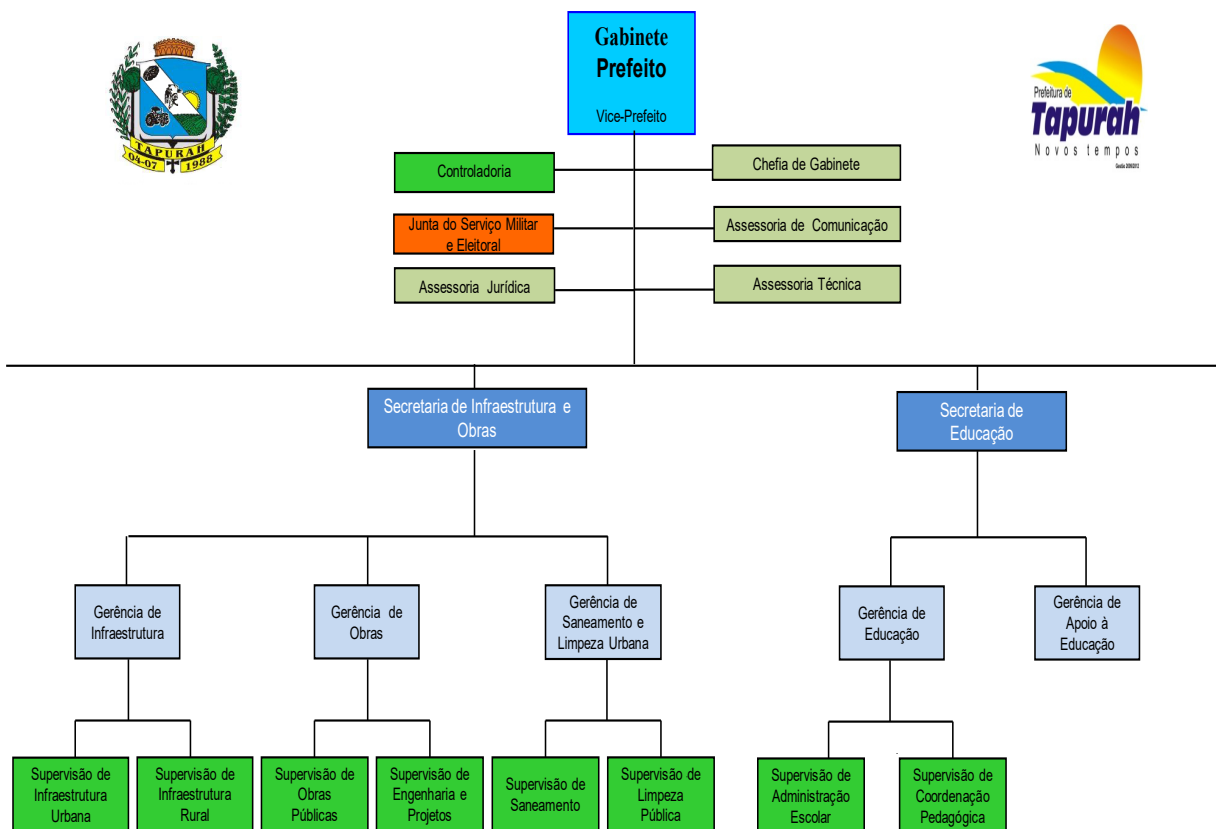 Gabinete
Prefeito
Vice-Prefeito
TAPURAH
04-07 1988
Prefeitura de
Tapurah
Novos tempos
Controladoria
Chefia de Gabinete
Junta do Serviço Militar
e Eleitoral
Assessoria de Comunicação
Assessoria Jurídica
Assessoria Técnica
Secretaria de Infraestrutura e
Obras
Secretaria de
Educação
Gerência de
Infraestrutura
Gerência de
Obras
Gerência de
Saneamento e
Limpeza Urbana
Gerência de
Educação
Gerência de
Apoio à
Educação
Supervisão de
Infraestrutura
Urbana
Supervisão de
Infraestrutura
Rural
Supervisão de
Obras
Públicas
Supervisão de
Engenharia e
Projetos
Supervisão de
Saneamento
Supervisão de
Limpeza
Pública
Supervisão de
Administração
Escolar
Supervisão de
Coordenação
Pedagógica